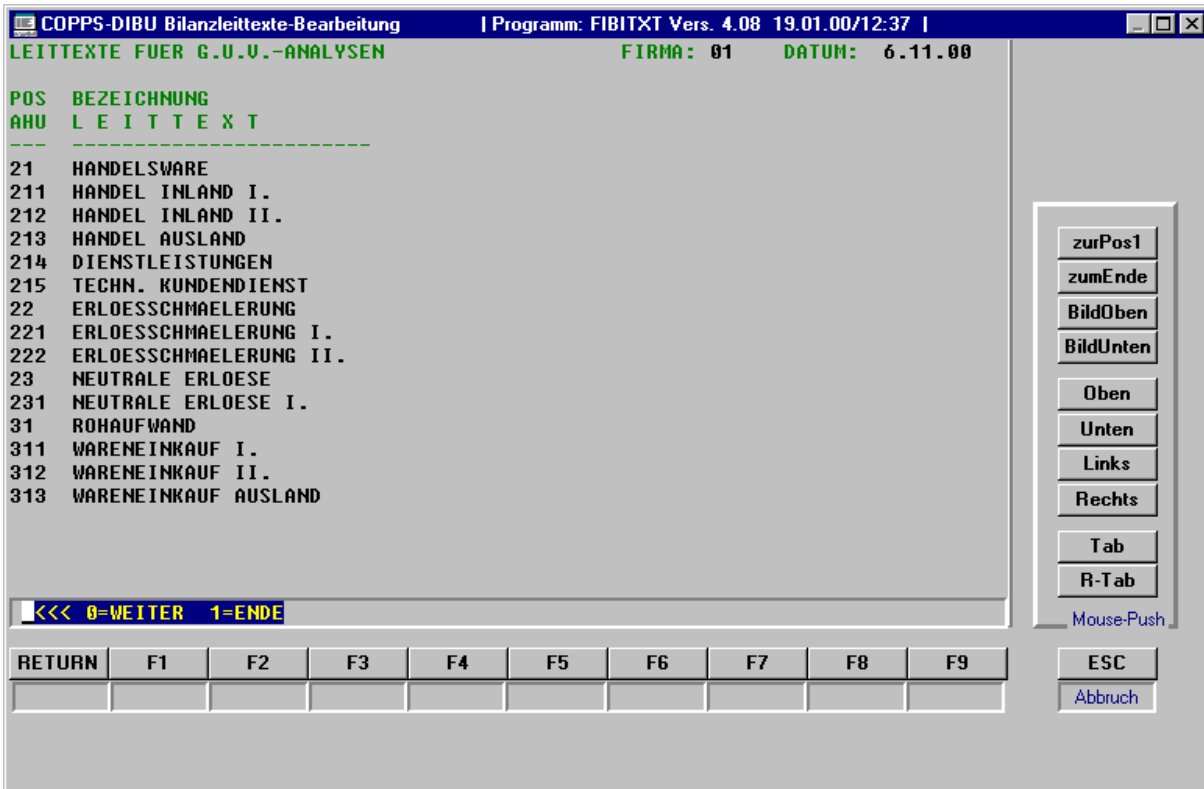 COPPS-DIBU Bilanzleittexte-Bearbeitung | Programm: FIBITXT Vers. 4.08 19.01.00/12:37 |
LEITTEXTE FUER G.U.V.-ANALYSEN FIRMA: 01 DATUM: 6.11.00
POS BEZEICHNUNG
AHU L E I T T E X T
--- ------------------------
21 HANDELSWARE
211 HANDEL INLAND I.
212 HANDEL INLAND II.
213 HANDEL AUSLAND
214 DIENSTLEISTUNGEN
215 TECHN. KUNDENDIENST
22 ERLOESSCHMAELERUNG
221 ERLOESSCHMAELERUNG I.
222 ERLOESSCHMAELERUNG II.
23 NEUTRALE ERLOESE
231 NEUTRALE ERLOESE I.
31 ROHAUFWAND
311 WARENEINKAUF I.
312 WARENEINKAUF II.
313 WARENEINKAUF AUSLAND
<<< 0=WEITER 1=ENDE
zurPos1
zumEnde
BildOben
BildUnten
Oben
Unten
Links
Rechts
Tab
R-Tab
Mouse-Push
RETURN F1 F2 F3 F4 F5 F6 F7 F8 F9 ESC
Abbruch